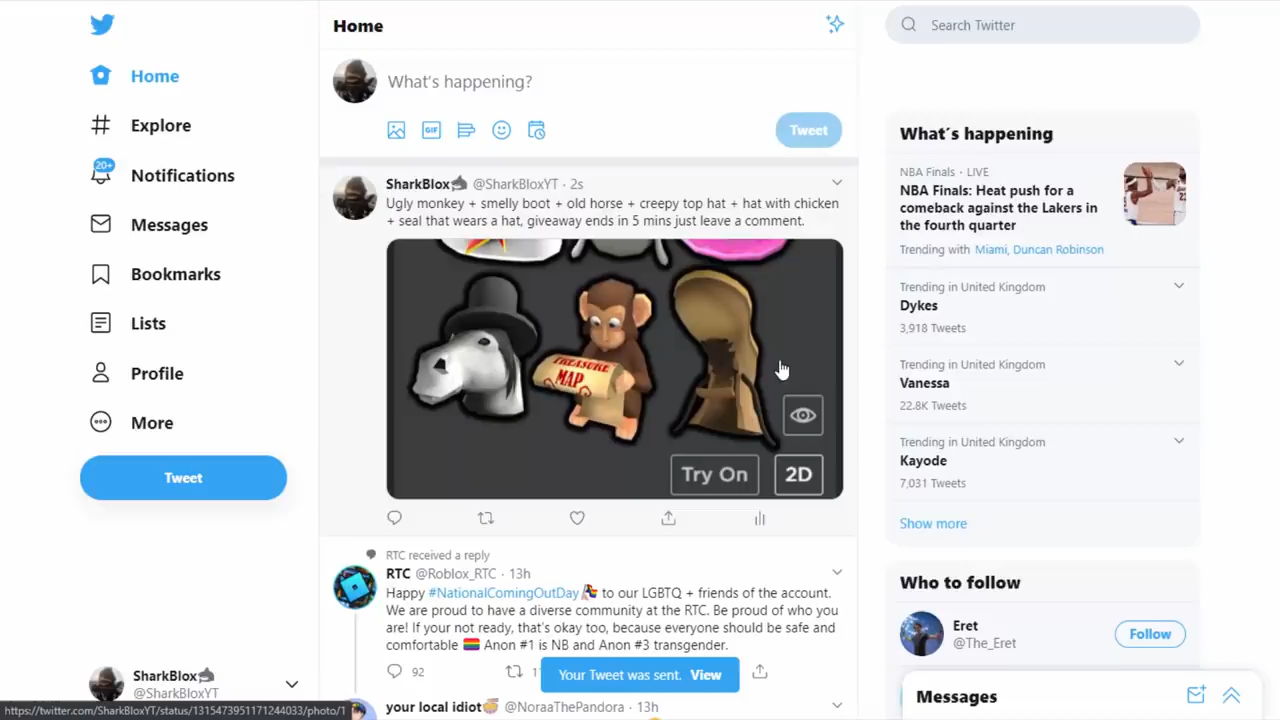 Home
Explore
20+
Notifications
Messages
Bookmarks
Lists
Profile
More
Tweet
SharkBlox
@SharkBloxYT
https://twitter.com/SharkBloxYT/status/1315473951171244033/photo/1
Home
What's happening?
GIF
Tweet
SharkBlox @SharkBloxYT · 2s
Ugly monkey + smelly boot + old horse + creepy top hat + hat with chicken
+ seal that wears a hat, giveaway ends in 5 mins just leave a comment.
TREASURE
MAP
Try On
2D
RTC received a reply
RTC @Roblox_RTC · 13h
Happy #NationalComingOutDay to our LGBTQ + friends of the account.
We are proud to have a diverse community at the RTC. Be proud of who you
are! If your not ready, that's okay too, because everyone should be safe and
comfortable Anon #1 is NB and Anon #3 transgender.
92
Your Tweet was sent. View
your local idiot @NoraaThePandora · 13h
Search Twitter
What's happening
NBA Finals · LIVE
NBA Finals: Heat push for a
comeback against the Lakers in
the fourth quarter
Trending with Miami, Duncan Robinson
Trending in United Kingdom
Dykes
3,918 Tweets
Trending in United Kingdom
Vanessa
22.8K Tweets
Trending in United Kingdom
Kayode
7,031 Tweets
Show more
Who to follow
Eret
@The_Eret
Follow
Messages